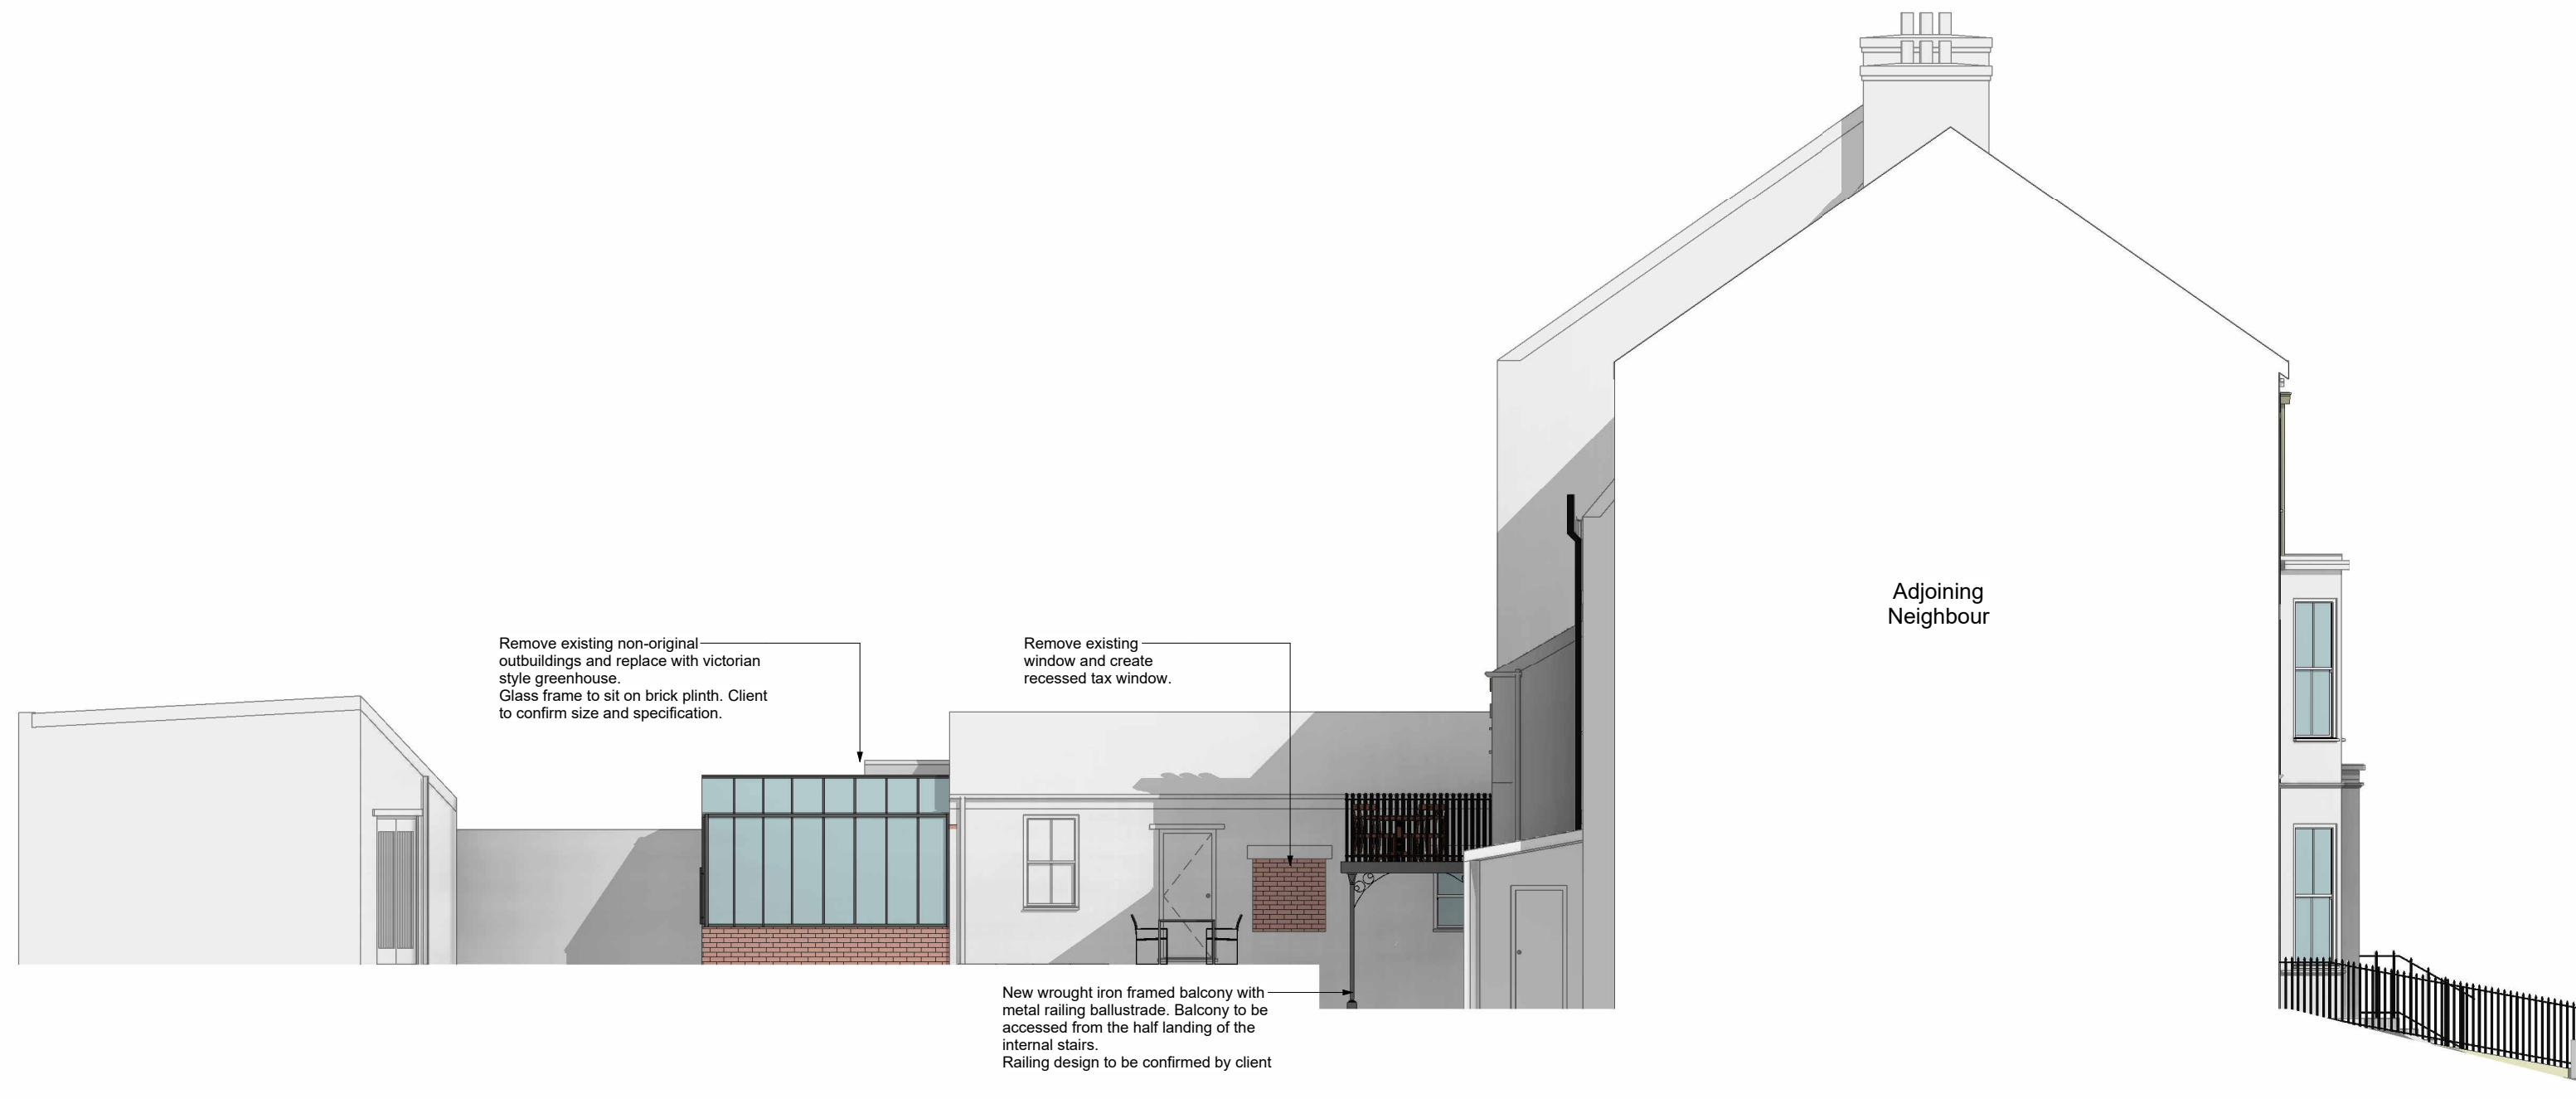 Adjoining
Neighbour
Remove existing non-original
outbuildings and replace with victorian
style greenhouse.
Glass frame to sit on brick plinth. Client
to confirm size and specification.
Remove existing
window and create
recessed tax window.
New wrought iron framed balcony with
metal railing ballustrade. Balcony to be
accessed from the half landing of the
internal stairs.
Railing design to be confirmed by client